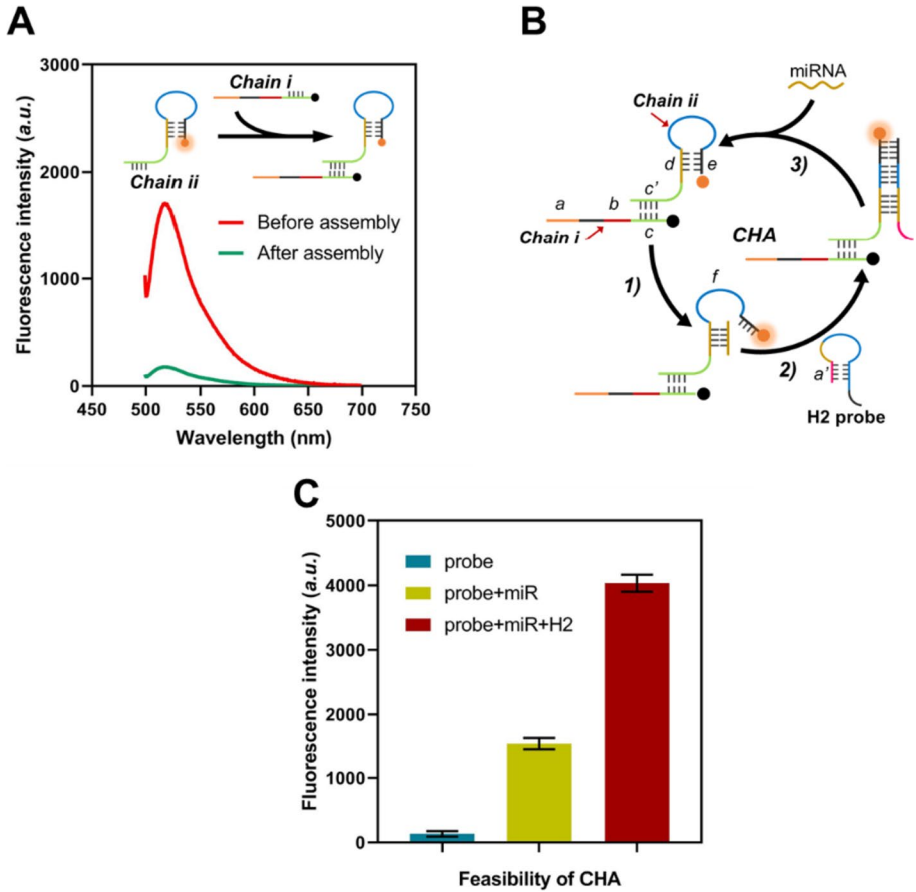 A
Fluorescence intensity (a.u.)
3000
2000
1000
0
450 500 550 600 650 700 750
Wavelength (nm)
Chain i
Chain ii
Before assembly
After assembly
B
miRNA
Chain ii
d e
c'
a b
c
Chain i
CHA
1)
2)
3)
f
a'
H2 probe
C
Fluorescence intensity (a.u.)
5000
4000
3000
2000
1000
0
probe
probe+miR
probe+miR+H2
Feasibility of CHA